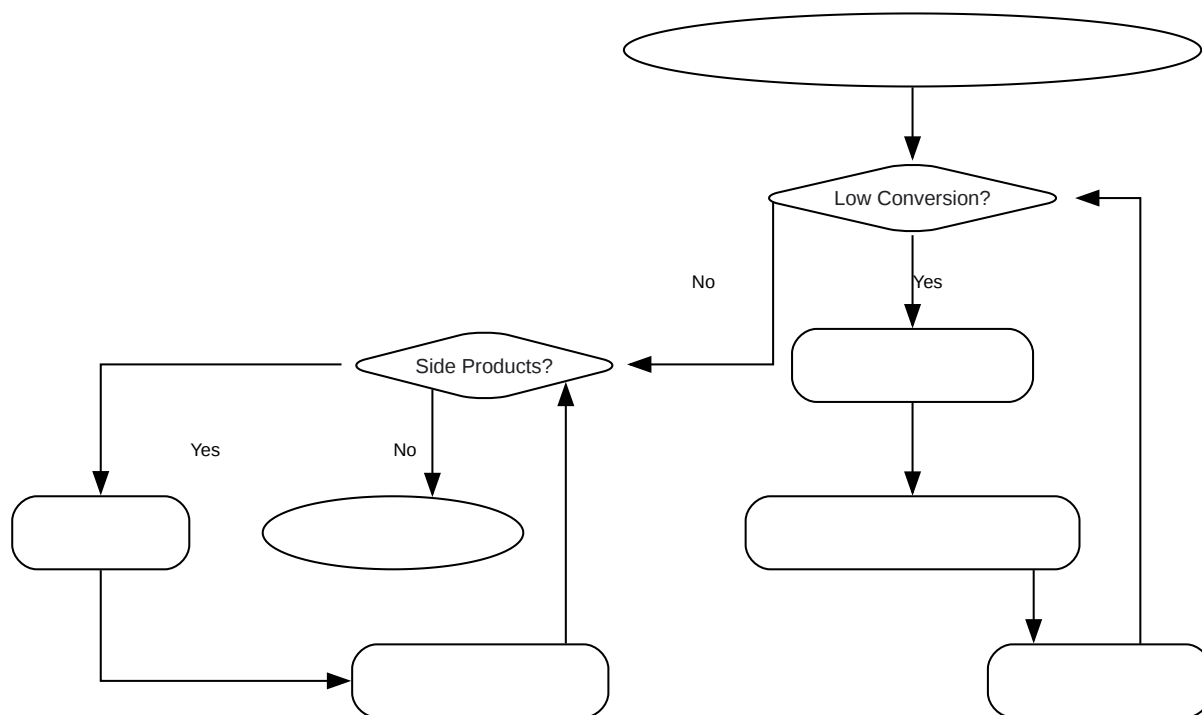 Low Conversion?
No
Yes
Side Products?
Yes
No